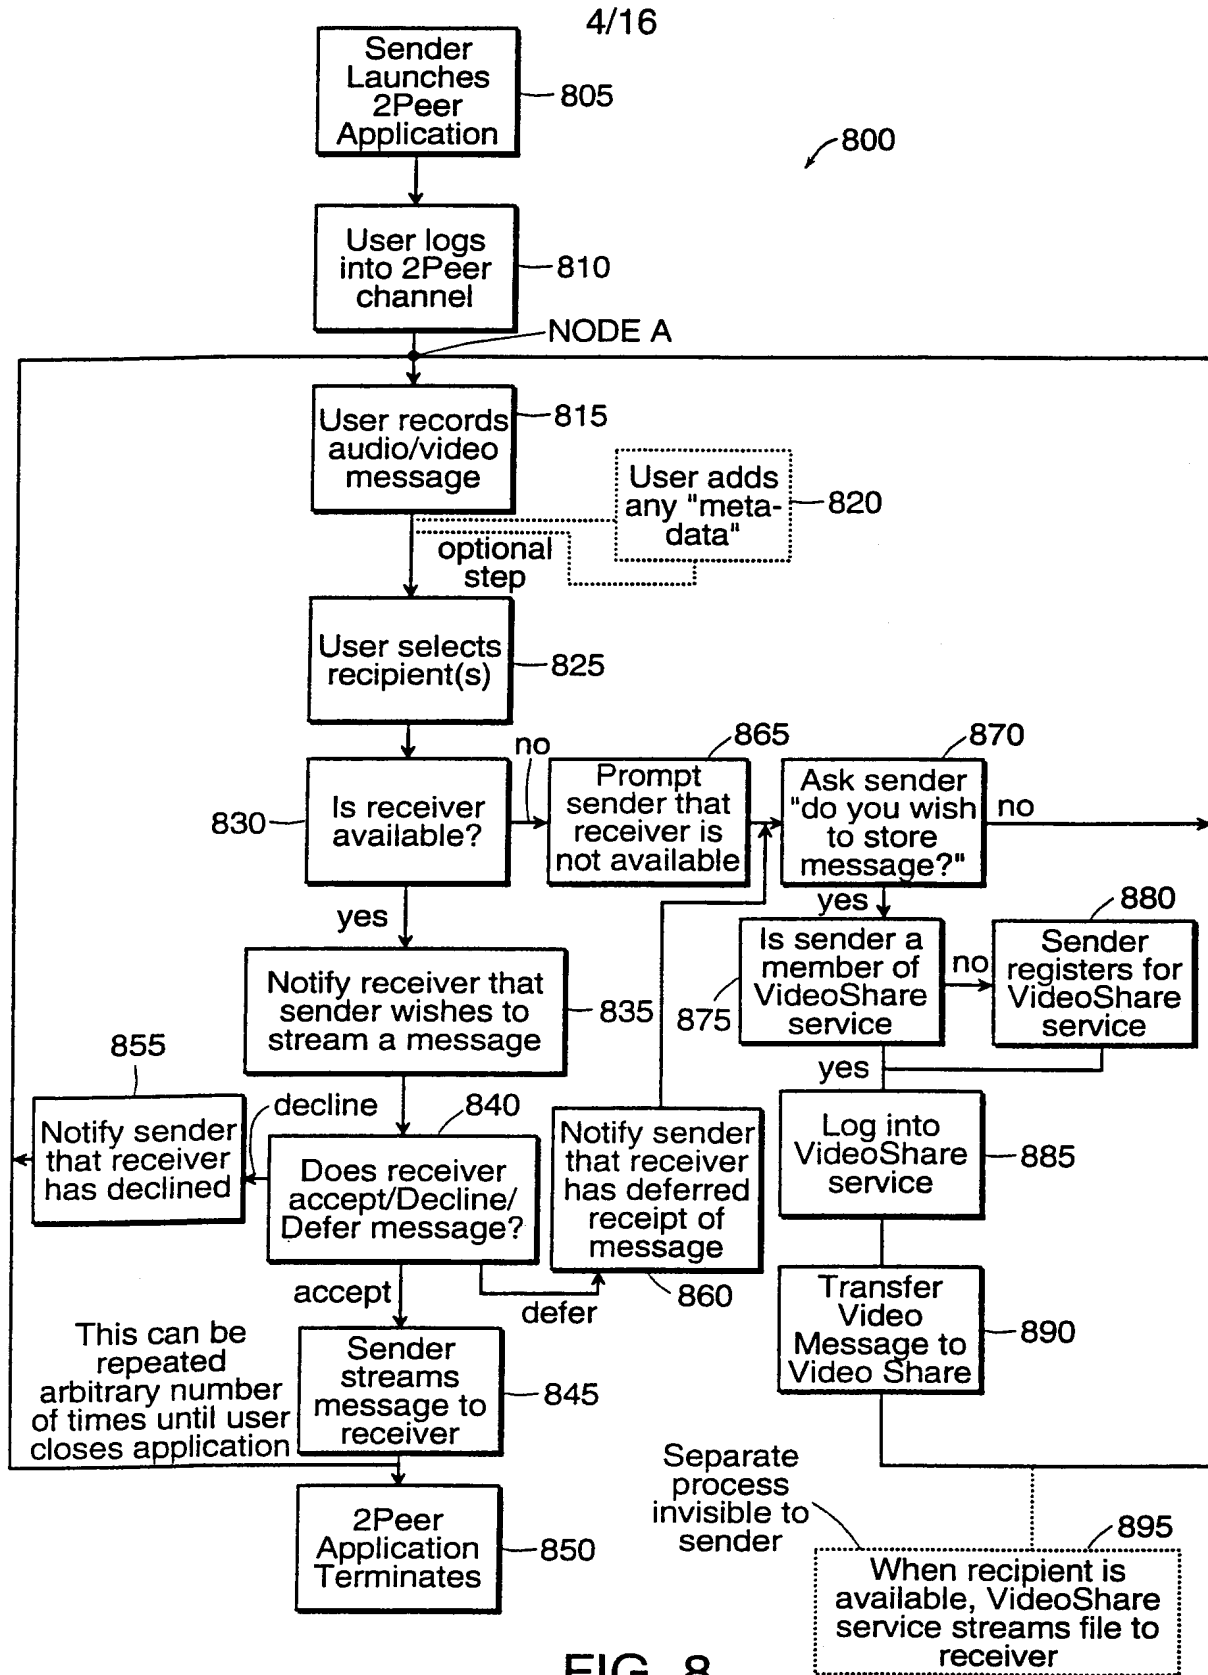 4/16
Sender
Launches
2Peer
Application
805
800
User logs
into 2Peer
channel
810
NODE A
User records
audio/video
message
815
User adds
any "meta-
data"
820
optional
step
User selects
recipient(s)
825
Is receiver
available?
830
no
Prompt
sender that
receiver is
not available
865
Ask sender
"do you wish
to store
message?"
870
no
yes
yes
Notify receiver that
sender wishes to
stream a message
835
Is sender a
member of
VideoShare
service
875
no
Sender
registers for
VideoShare
service
880
yes
855
Notify sender
that receiver
has declined
decline
840
Does receiver
accept/Decline/
Defer message?
Notify sender
that receiver
has deferred
receipt of
message
860
Log into
VideoShare
service
885
accept
defer
Transfer
Video
Message to
Video Share
890
This can be
repeated
arbitrary number
of times until user
closes application
Sender
streams
message to
receiver
845
Separate
process
invisible to
sender
2Peer
Application
Terminates
850
895
When recipient is
available, VideoShare
service streams file to
receiver
FIG. 8